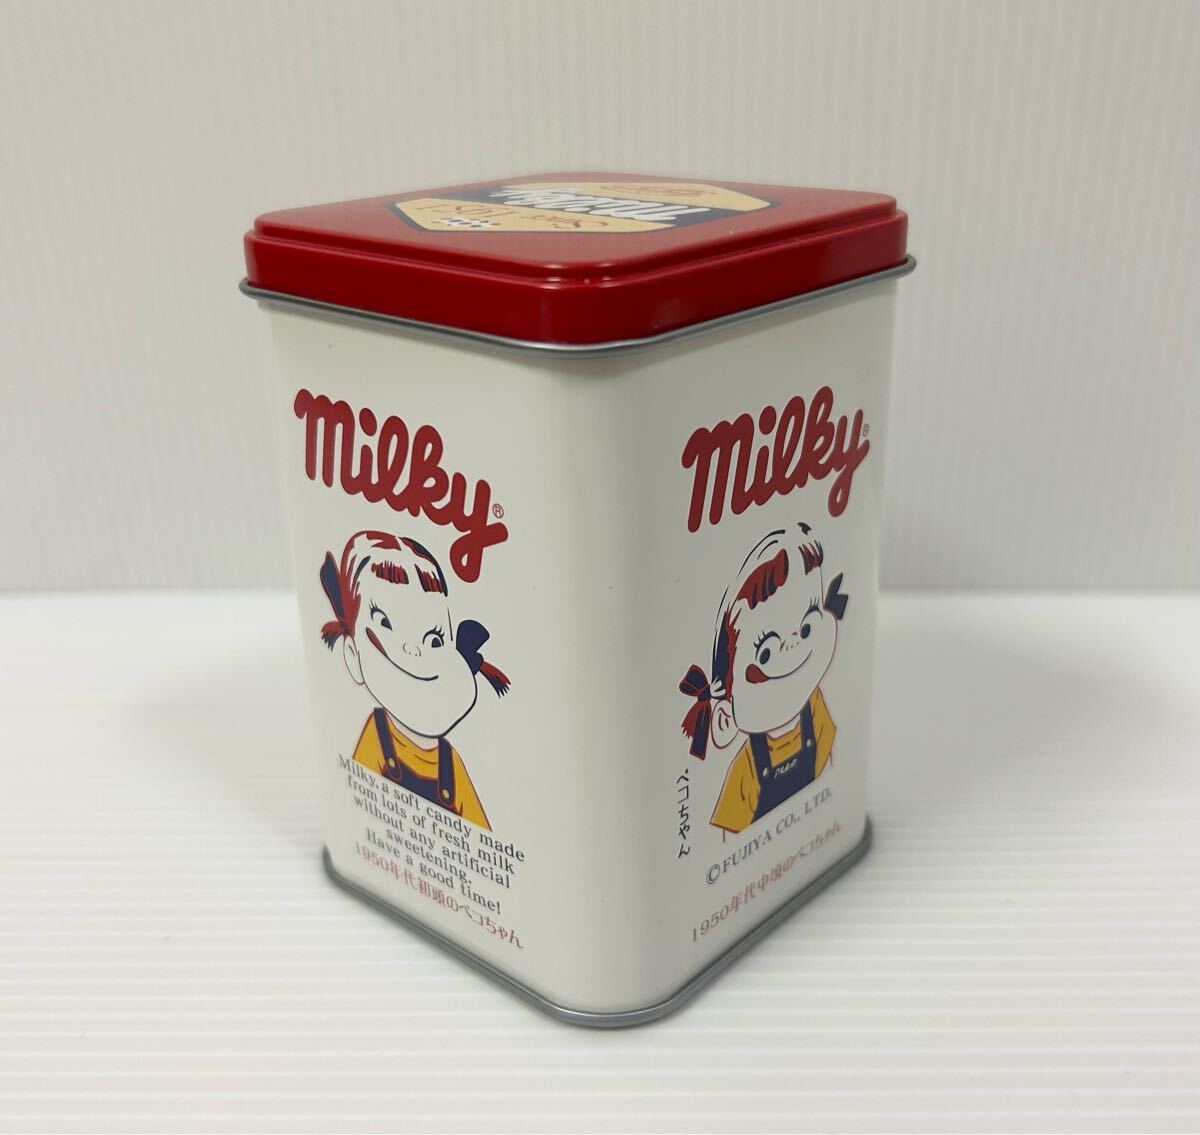 Since 1951
milky®
Milky, a soft candy made
from lots of fresh milk
without any artificial
sweetening.
Have a good time!
1950年代初頭のペコちゃん
milky®
ペコちゃん
©FUJIYA CO., LTD.
1950年代中頃のペコちゃん